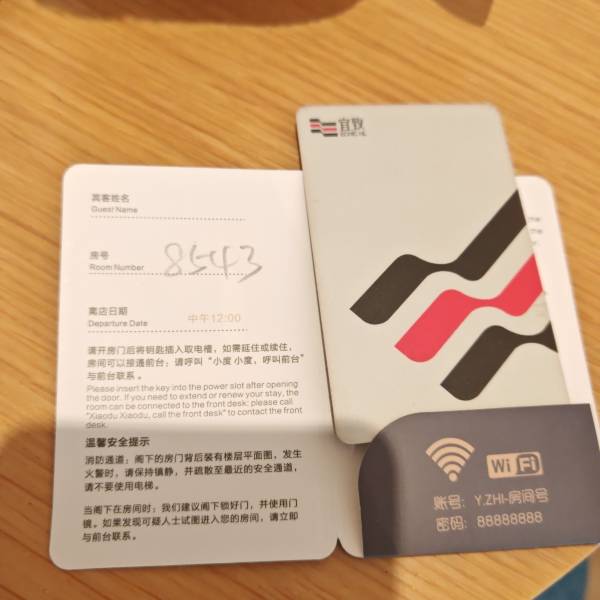 宾客姓名
Guest Name
房号
Room Number 8543
离店日期
Departure Date 中午12:00
请开房门后将钥匙插入取电槽，如需延住或续住，
房间可以接通前台；请呼叫“小度 小度，呼叫前台”
与前台联系。
Please insert the key into the power slot after opening
the door. If you need to extend or renew your stay, the
room can be connected to the front desk; please call
"Xiaodu Xiaodu, call the front desk" to contact the front
desk.
温馨安全提示
消防通道：阁下的房门背后装有楼层平面图，发生
火警时，请保持镇静，并疏散至最近的安全通道，
请不要使用电梯。
当阁下在房间时：我们建议阁下锁好门，并使用门
镜。如果发现可疑人士试图进入您的房间，请立即
与前台联系。
宜致
WiFi
账号：Y.ZHI-房间号
密码：88888888